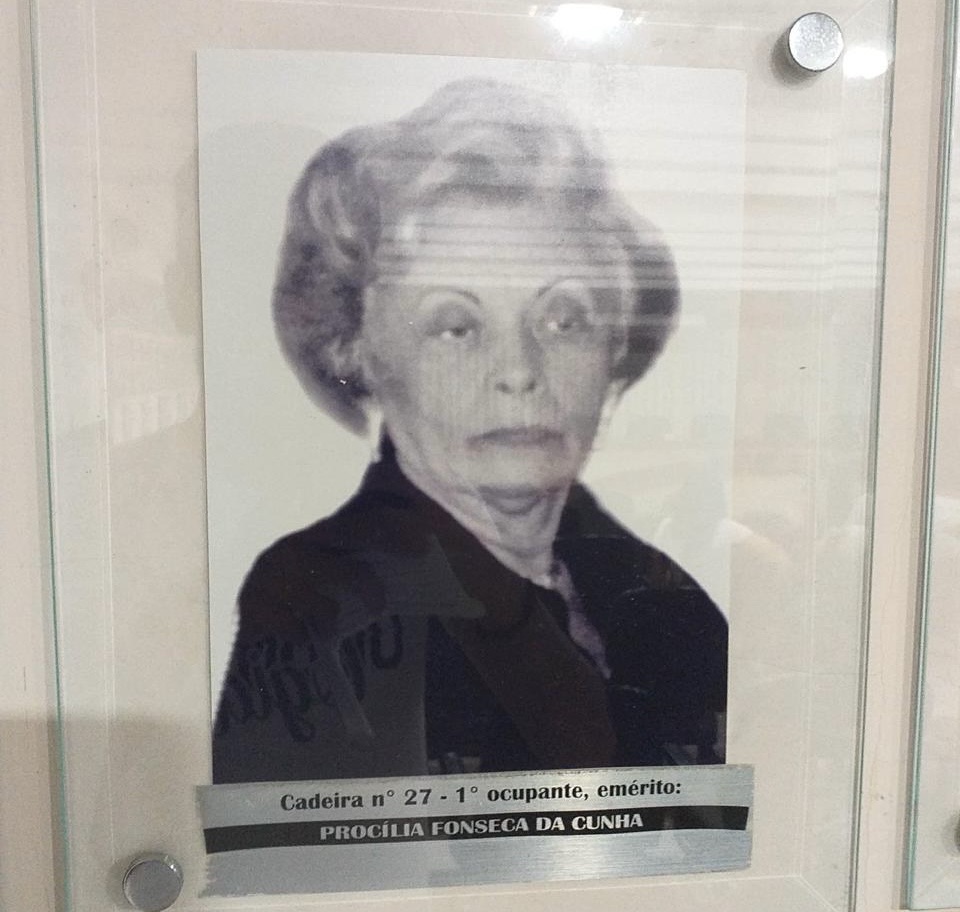 Cadeira n° 27 - 1° ocupante, emérito:
PROCÍLIA FONSECA DA CUNHA